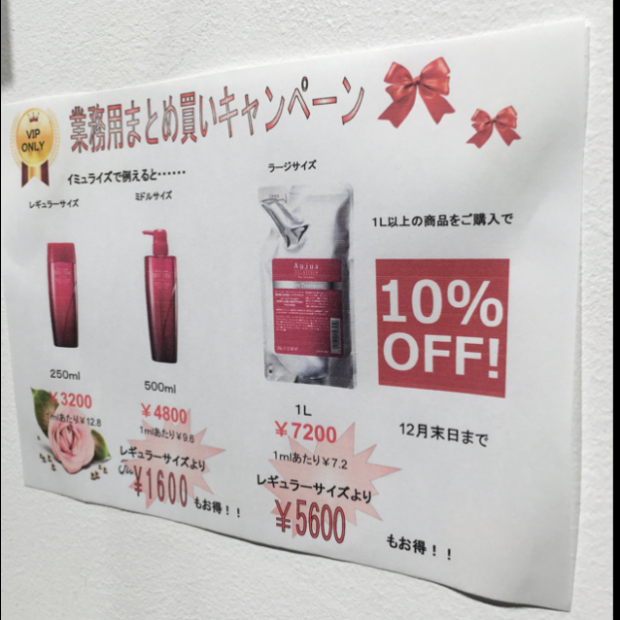 VIP
ONLY
業務用まとめ買いキャンペーン
イミュライズで例えると‥‥‥
レギュラーサイズ
ミドルサイズ
ラージサイズ
Aujua
1L以上の商品をご購入で
10%
OFF!
12月末日まで
250ml
¥3200
mlあたり¥12.8
500ml
¥4800
1mlあたり¥9.6
レギュラーサイズより
¥1600 もお得！！
1L
¥7200
1mlあたり¥7.2
レギュラーサイズより
¥5600
もお得！！